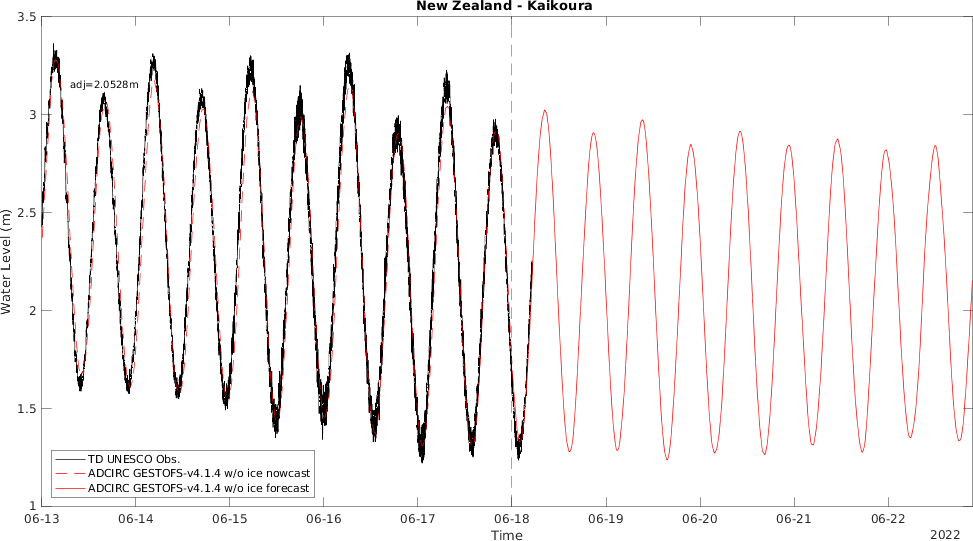 New Zealand - Kaikoura
3.5
3
2.5
2
1.5
1
Water Level (m)
adj=2.0528m
TD UNESCO Obs.
ADCIRC GESTOFS-v4.1.4 w/o ice nowcast
ADCIRC GESTOFS-v4.1.4 w/o ice forecast
06-13 06-14 06-15 06-16 06-17 06-18 06-19 06-20 06-21 06-22
Time
2022